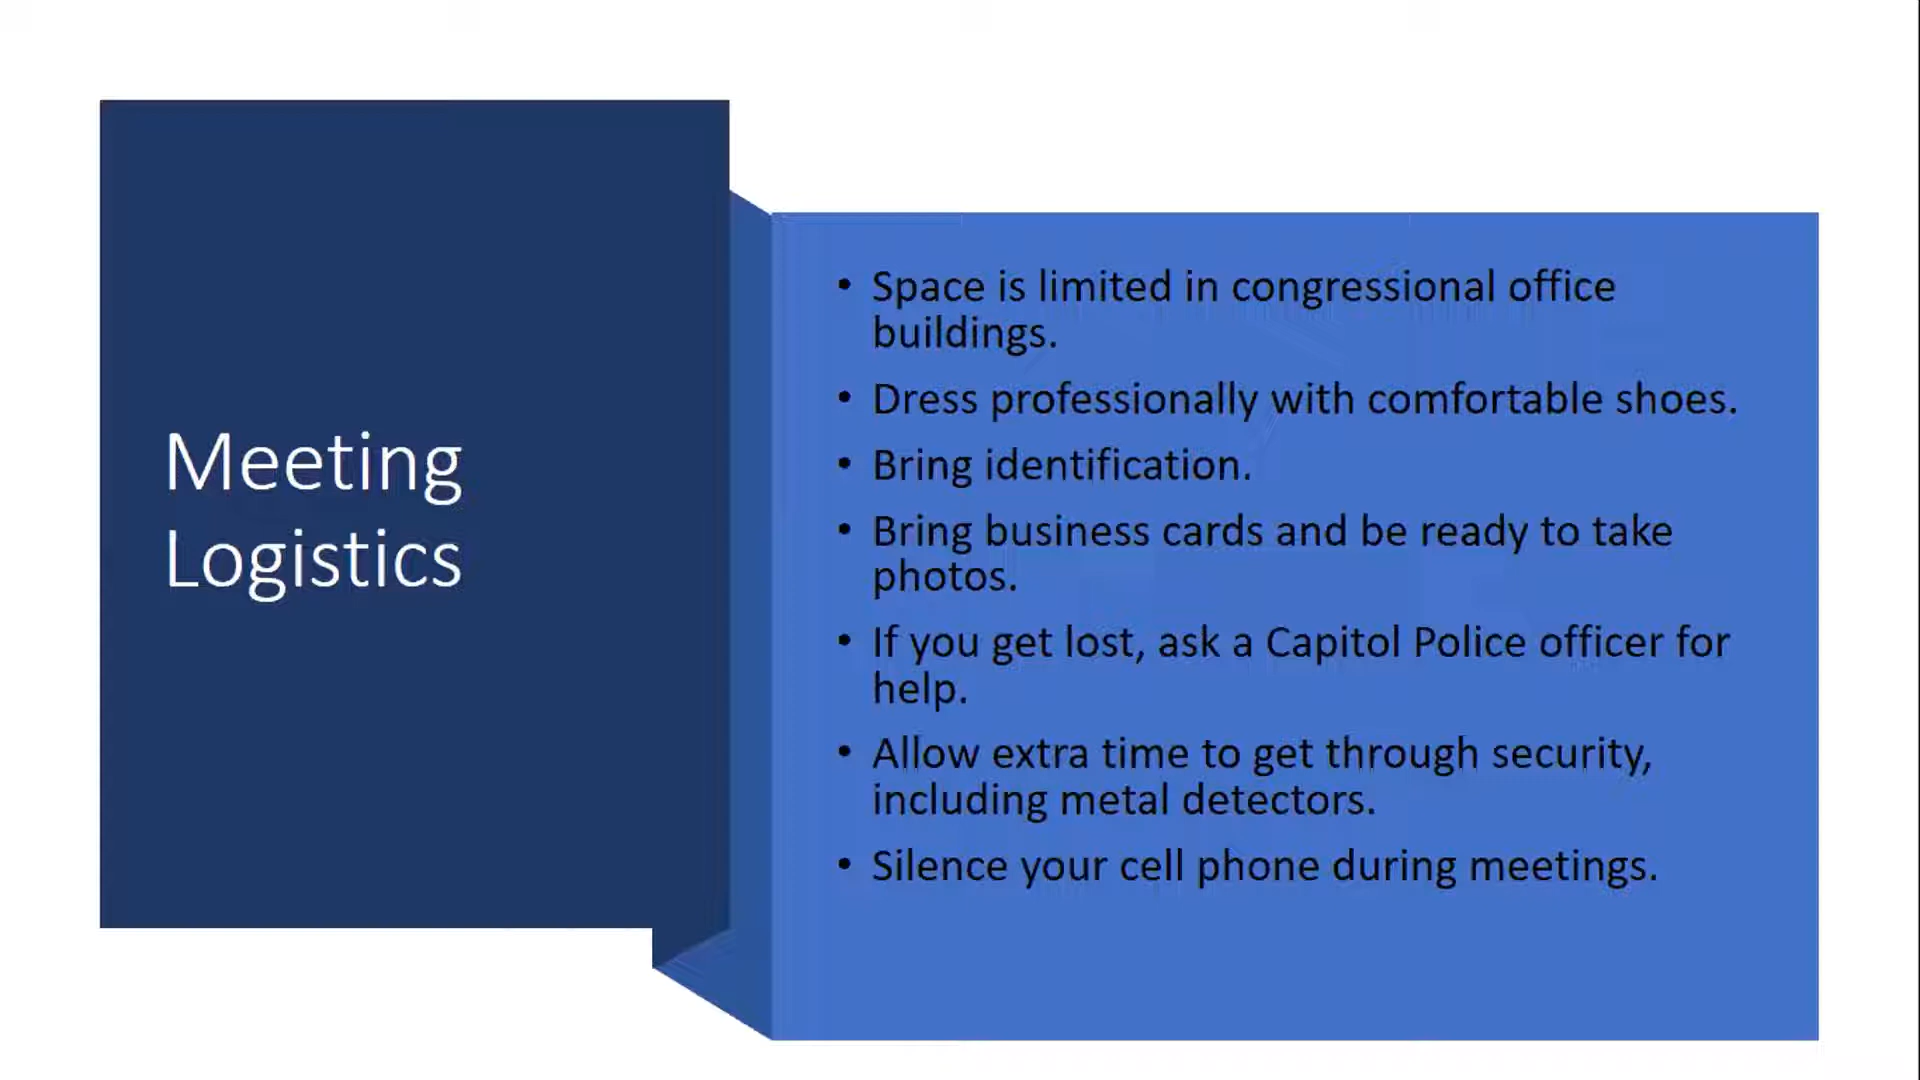 Meeting
Logistics
• Space is limited in congressional office
buildings.
• Dress professionally with comfortable shoes.
• Bring identification.
• Bring business cards and be ready to take
photos.
• If you get lost, ask a Capitol Police officer for
help.
• Allow extra time to get through security,
including metal detectors.
• Silence your cell phone during meetings.